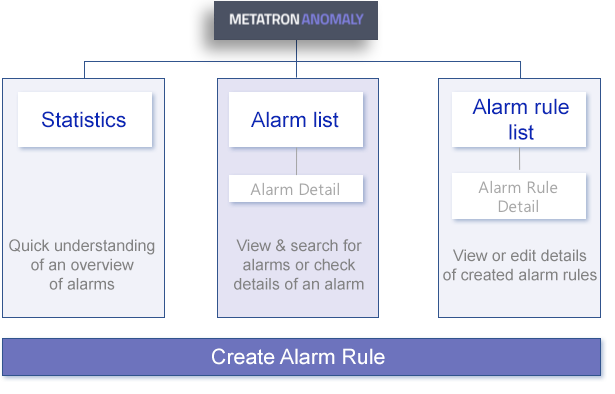 METATRON ANOMALY
Statistics
Quick understanding
of an overview
of alarms
Alarm list
Alarm Detail
View & search for
alarms or check
details of an alarm
Alarm rule
list
Alarm Rule
Detail
View or edit details
of created alarm rules
Create Alarm Rule